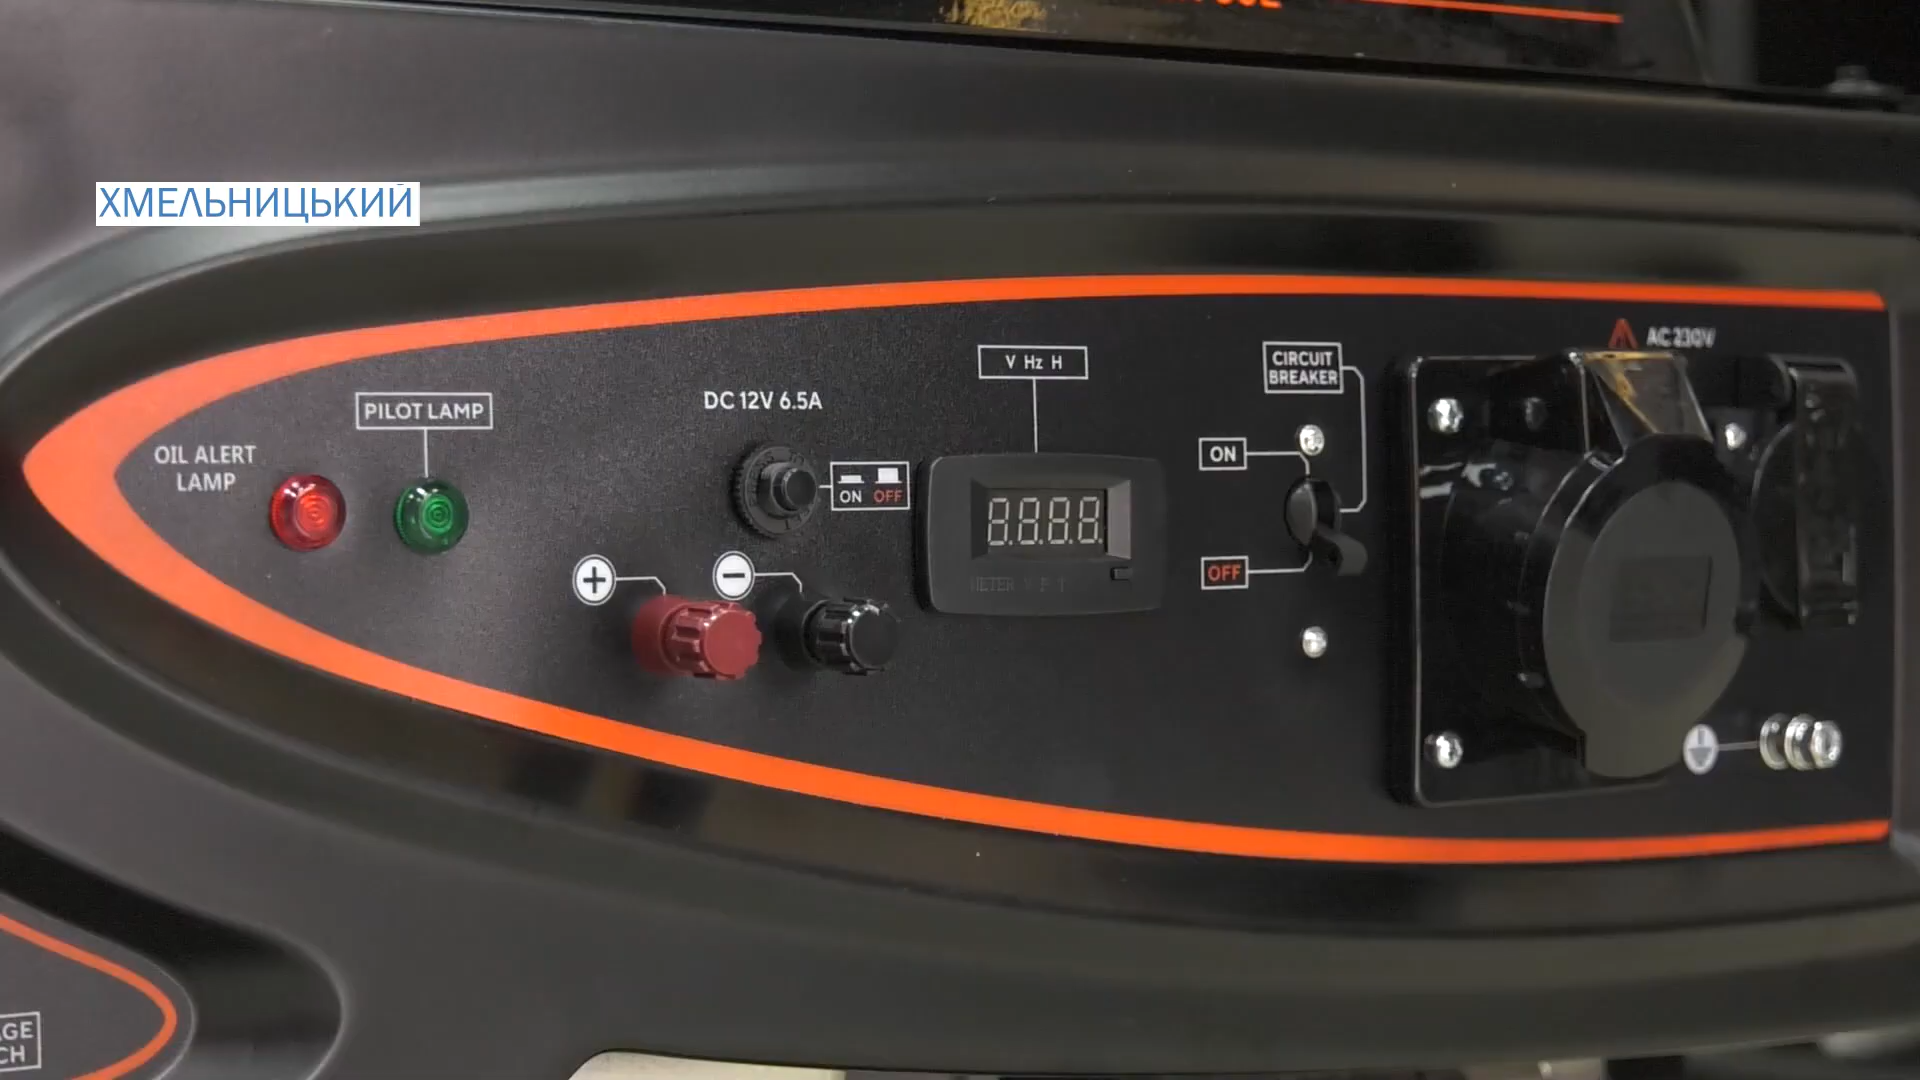 ХМЕЛЬНИЦЬКИЙ
AC 230V
V Hz H
CIRCUIT
BREAKER
DC 12V 6.5A
PILOT LAMP
OIL ALERT
LAMP
ON
ON OFF
8.8.8.8.
+
−
OFF
METER V F T